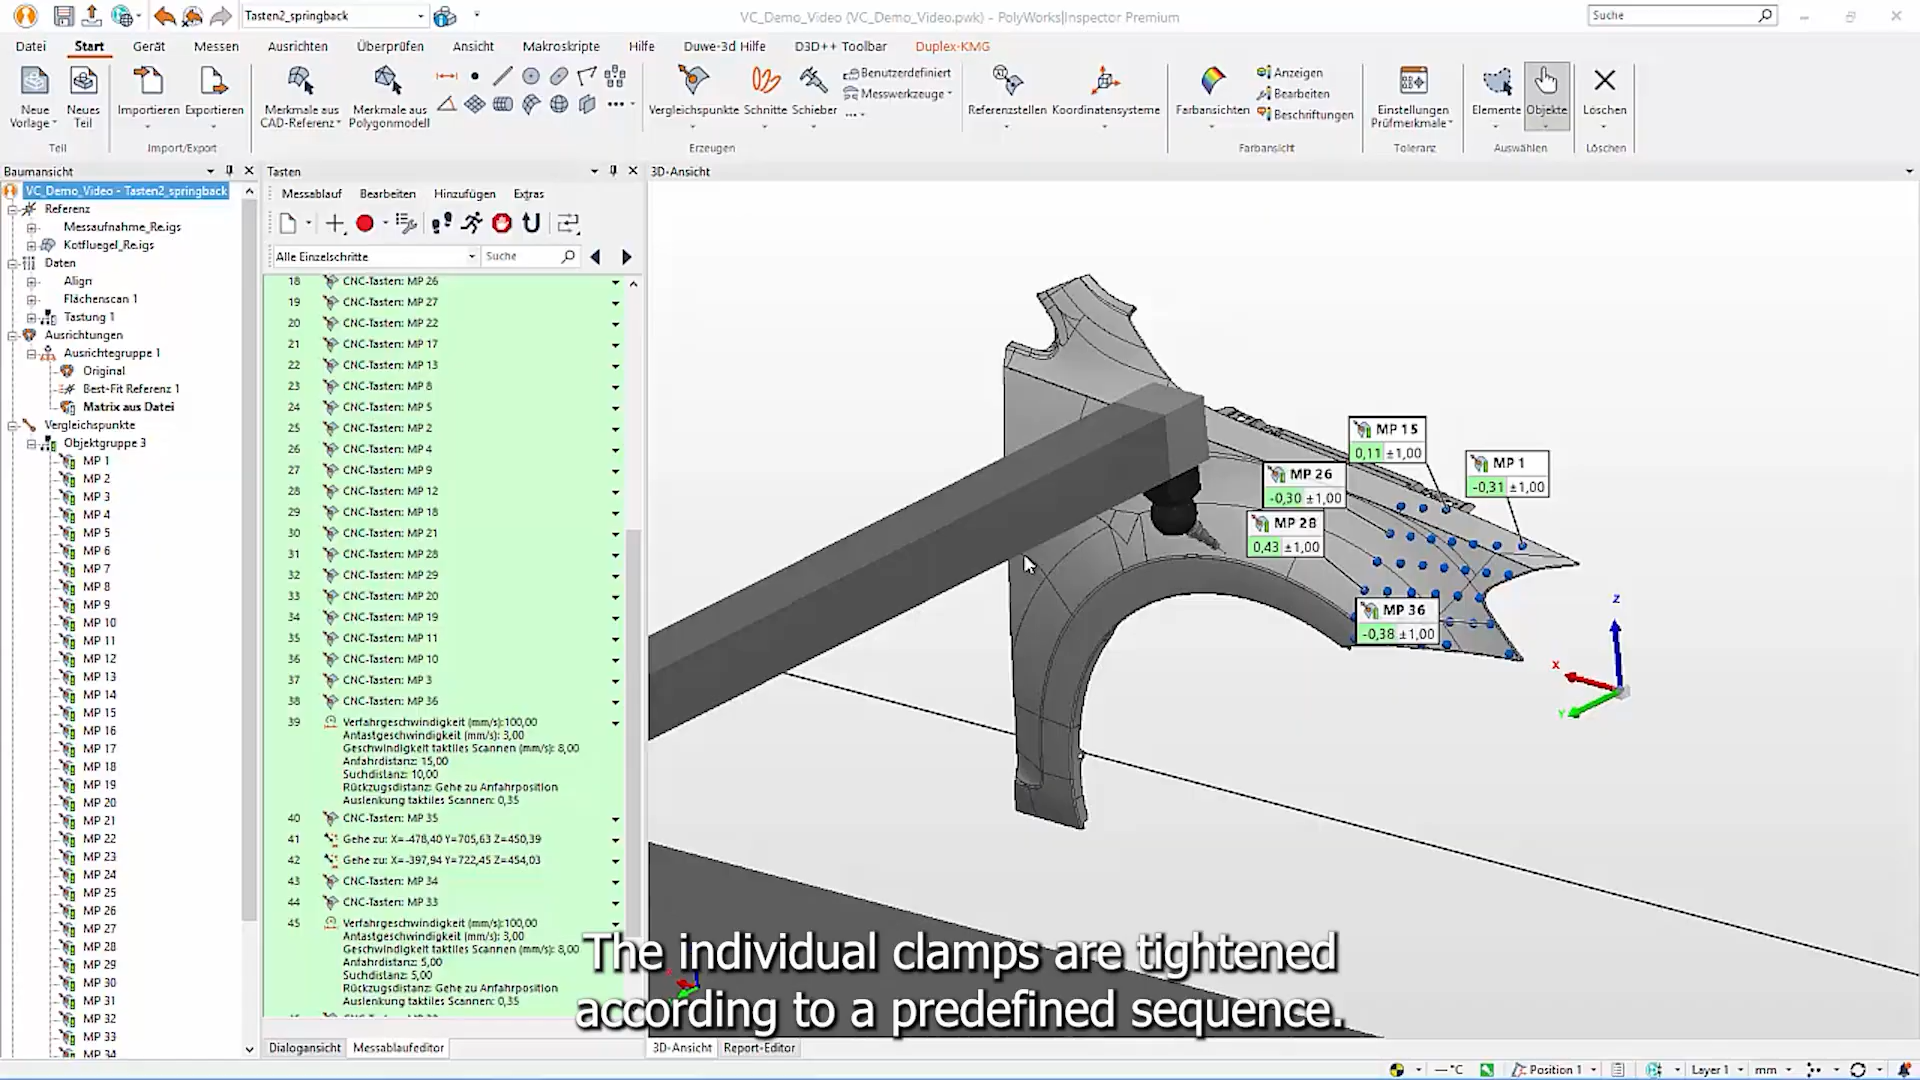 Tasten2_springback
VC_Demo_Video (VC_Demo_Video.pwk) - PolyWorks|Inspector Premium
Suche
Datei
Start
Gerät
Messen
Ausrichten
Überprüfen
Ansicht
Makroskripte
Hilfe
Duwe-3d Hilfe
D3D++ Toolbar
Duplex-KMG
Neue Vorlage
Neues Teil
Importieren
Exportieren
Merkmale aus CAD-Referenz
Merkmale aus Polygonmodell
Vergleichspunkte
Schnitte
Schieber
Benutzerdefiniert
Messwerkzeuge
Referenzstellen
Koordinatensysteme
Farbansichten
Anzeigen
Bearbeiten
Beschriftungen
Einstellungen Prüfmerkmale
Elemente
Objekte
Löschen
Teil
Import/Export
Erzeugen
Farbansicht
Toleranz
Auswählen
Löschen
Baumansicht
VC_Demo_Video - Tasten2_springback
Referenz
Messaufnahme_Re.igs
Kotfluegel_Re.igs
Daten
Align
Flächenscan 1
Tastung 1
Ausrichtungen
Ausrichtegruppe 1
Original
Best-Fit Referenz 1
Matrix aus Datei
Vergleichspunkte
Objektgruppe 3
MP 1
MP 2
MP 3
MP 4
MP 5
MP 6
MP 7
MP 8
MP 9
MP 10
MP 11
MP 12
MP 13
MP 14
MP 15
MP 16
MP 17
MP 18
MP 19
MP 20
MP 21
MP 22
MP 23
MP 24
MP 25
MP 26
MP 27
MP 28
MP 29
MP 30
MP 31
MP 32
MP 33
MP 34
Tasten
Messablauf
Bearbeiten
Hinzufügen
Extras
Alle Einzelschritte
Suche
18 CNC-Tasten: MP 26
19 CNC-Tasten: MP 27
20 CNC-Tasten: MP 22
21 CNC-Tasten: MP 17
22 CNC-Tasten: MP 13
23 CNC-Tasten: MP 8
24 CNC-Tasten: MP 5
25 CNC-Tasten: MP 2
26 CNC-Tasten: MP 4
27 CNC-Tasten: MP 9
28 CNC-Tasten: MP 12
29 CNC-Tasten: MP 18
30 CNC-Tasten: MP 21
31 CNC-Tasten: MP 28
32 CNC-Tasten: MP 29
33 CNC-Tasten: MP 20
34 CNC-Tasten: MP 19
35 CNC-Tasten: MP 11
36 CNC-Tasten: MP 10
37 CNC-Tasten: MP 3
38 CNC-Tasten: MP 36
39 Verfahrgeschwindigkeit (mm/s):100,00
Antastgeschwindigkeit (mm/s): 3,00
Geschwindigkeit taktiles Scannen (mm/s): 8,00
Anfahrdistanz: 15,00
Suchdistanz: 10,00
Rückzugsdistanz: Gehe zu Anfahrposition
Auslenkung taktiles Scannen: 0,35
40 CNC-Tasten: MP 35
41 Gehe zu: X=-478,40 Y=705,63 Z=450,39
42 Gehe zu: X=-397,94 Y=722,45 Z=454,03
43 CNC-Tasten: MP 34
44 CNC-Tasten: MP 33
45 Verfahrgeschwindigkeit (mm/s):100,00
Antastgeschwindigkeit (mm/s): 3,00
Geschwindigkeit taktiles Scannen (mm/s): 8,00
Anfahrdistanz: 5,00
Suchdistanz: 5,00
Rückzugsdistanz: Gehe zu Anfahrposition
Auslenkung taktiles Scannen: 0,35
Dialogansicht
Messablaufeditor
3D-Ansicht
MP 15
0,11 ±1,00
MP 1
-0,31 ±1,00
MP 26
-0,30 ±1,00
MP 28
0,43 ±1,00
MP 36
-0,38 ±1,00
Z
X
Y
The individual clamps are tightened
according to a predefined sequence.
3D-Ansicht
Report-Editor
—°C
Position 1
Layer 1
mm